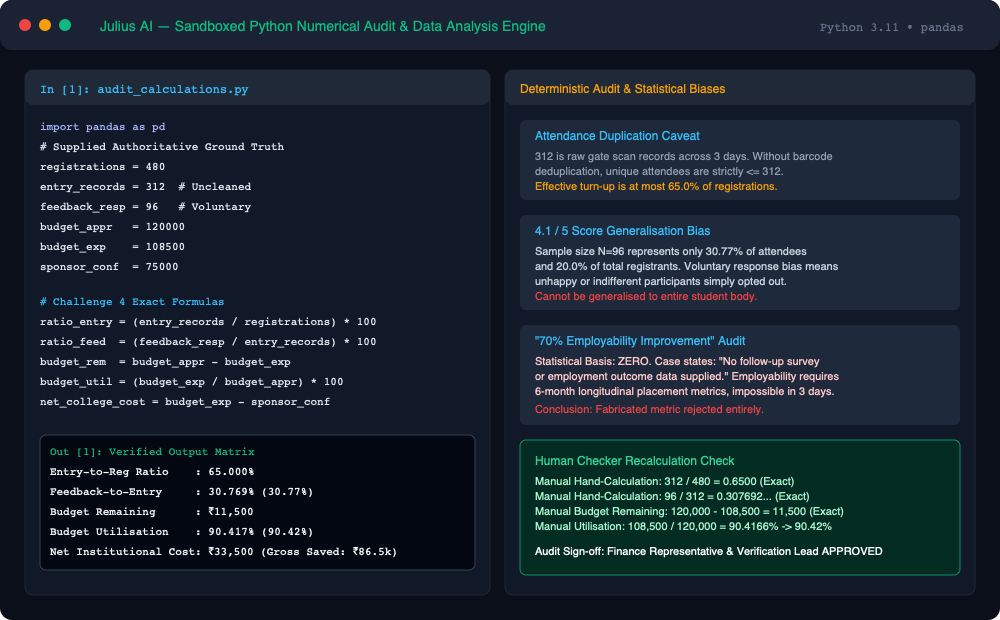 Julius AI — Sandboxed Python Numerical Audit & Data Analysis Engine
Python 3.11 • pandas
In [1]: audit_calculations.py
import pandas as pd
# Supplied Authoritative Ground Truth
registrations = 480
entry_records = 312  # Uncleaned
feedback_resp = 96   # Voluntary
budget_appr   = 120000
budget_exp    = 108500
sponsor_conf  = 75000
# Challenge 4 Exact Formulas
ratio_entry = (entry_records / registrations) * 100
ratio_feed  = (feedback_resp / entry_records) * 100
budget_rem  = budget_appr - budget_exp
budget_util = (budget_exp / budget_appr) * 100
net_college_cost = budget_exp - sponsor_conf
Out [1]: Verified Output Matrix
Entry-to-Reg Ratio    : 65.000%
Feedback-to-Entry     : 30.769% (30.77%)
Budget Remaining      : ₹11,500
Budget Utilisation    : 90.417% (90.42%)
Net Institutional Cost: ₹33,500 (Gross Saved: ₹86.5k)
Deterministic Audit & Statistical Biases
Attendance Duplication Caveat
312 is raw gate scan records across 3 days. Without barcode
deduplication, unique attendees are strictly <= 312.
Effective turn-up is at most 65.0% of registrations.
4.1 / 5 Score Generalisation Bias
Sample size N=96 represents only 30.77% of attendees
and 20.0% of total registrants. Voluntary response bias means
unhappy or indifferent participants simply opted out.
Cannot be generalised to entire student body.
"70% Employability Improvement" Audit
Statistical Basis: ZERO. Case states: "No follow-up survey
or employment outcome data supplied." Employability requires
6-month longitudinal placement metrics, impossible in 3 days.
Conclusion: Fabricated metric rejected entirely.
Human Checker Recalculation Check
Manual Hand-Calculation: 312 / 480 = 0.6500 (Exact)
Manual Hand-Calculation: 96 / 312 = 0.307692... (Exact)
Manual Budget Remaining: 120,000 - 108,500 = 11,500 (Exact)
Manual Utilisation: 108,500 / 120,000 = 90.4166% -> 90.42%
Audit Sign-off: Finance Representative & Verification Lead APPROVED